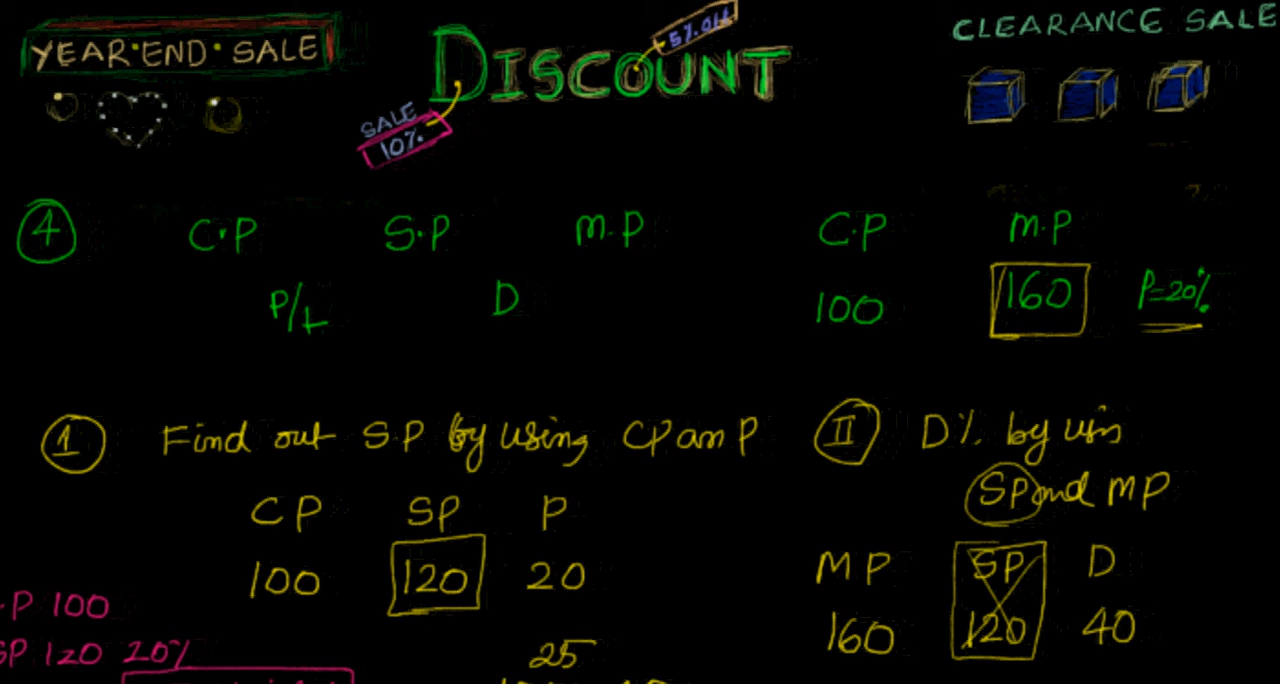 YEAR·END·SALE
DISCOUNT
5% OFF
CLEARANCE SALE
SALE
10%
4 C·P S·P M·P C·P M·P
P/L D 100 160 P=20%
1 Find out S·P by using CP an P
II D% by usin
SP and MP
CP SP P
100 120 20
MP SP D
160 120 40
P 100
SP 120 20%
25